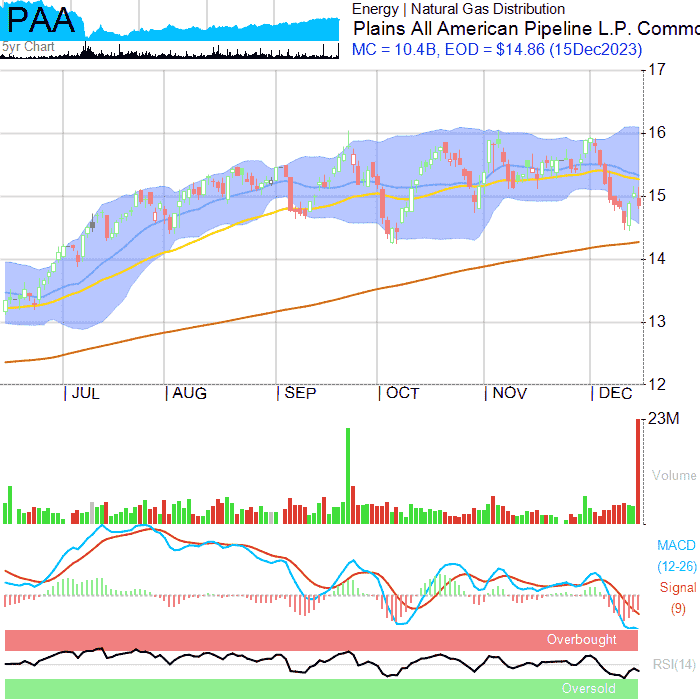 PAA
5yr Chart
Energy | Natural Gas Distribution
Plains All American Pipeline L.P. Commo
MC = 10.4B, EOD = $14.86 (15Dec2023)
17
16
15
14
13
12
| JUL | AUG | SEP | OCT | NOV | DEC
23M
Volume
MACD
(12-26)
Signal
(9)
Overbought
RSI(14)
Oversold